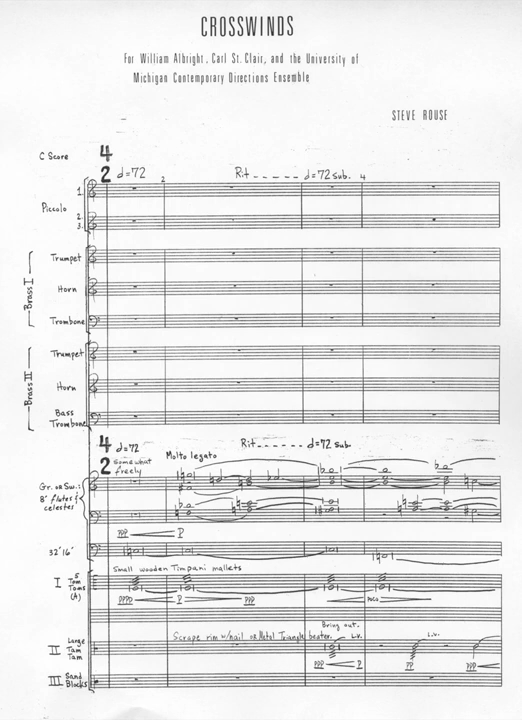 CROSSWINDS
For William Albright, Carl St. Clair, and the University of
Michigan Contemporary Directions Ensemble
STEVE ROUSE
C Score
4
2
d=72
2
Rit------
d=72 sub.
4
Piccolo
1.
2.
3.
Brass I
Trumpet
Horn
Trombone
Brass II
Trumpet
Horn
Bass
Trombone
4
2
d=72
Rit------
d=72 sub
somewhat
freely
Molto legato
Gr. or Sw.:
8' flutes &
celestes
ppp
p
32' 16'
Small wooden Timpani mallets
I
5
Tom
Toms
(A)
pppp
p
ppp
poco
Bring out.
Scrape rim w/nail or Metal Triangle beater.
L.v.
L.v.
II
Large
Tam
Tam
ppp
p
pp
ppp
III
Sand
Blocks